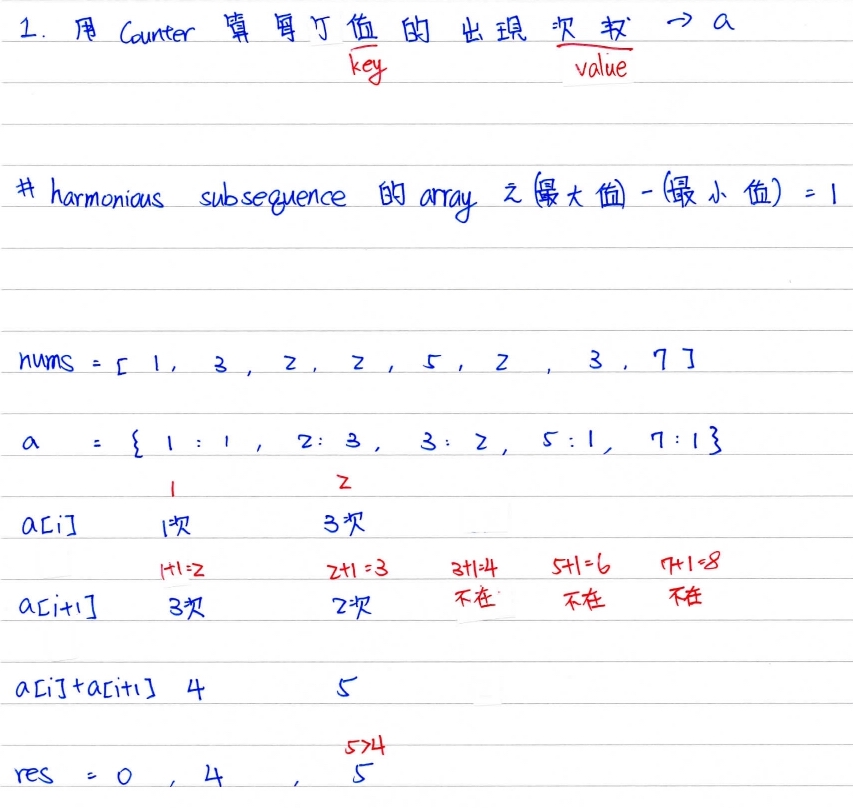 1. 用 Counter 算 每个 值 的 出現 次数 → a
key value
# harmonious subsequence 的 array 之 (最大值) - (最小值) = 1
nums = [ 1, 3, 2, 2, 5, 2, 3, 7 ]
a = { 1 : 1, 2 : 3, 3 : 2, 5 : 1, 7 : 1 }
1 2
a[i] 1次 3次
1+1=2 2+1=3 3+1=4 5+1=6 7+1=8
a[i+1] 3次 2次 不在 不在 不在
a[i]+a[i+1] 4 5
5>4
res = 0, 4, 5